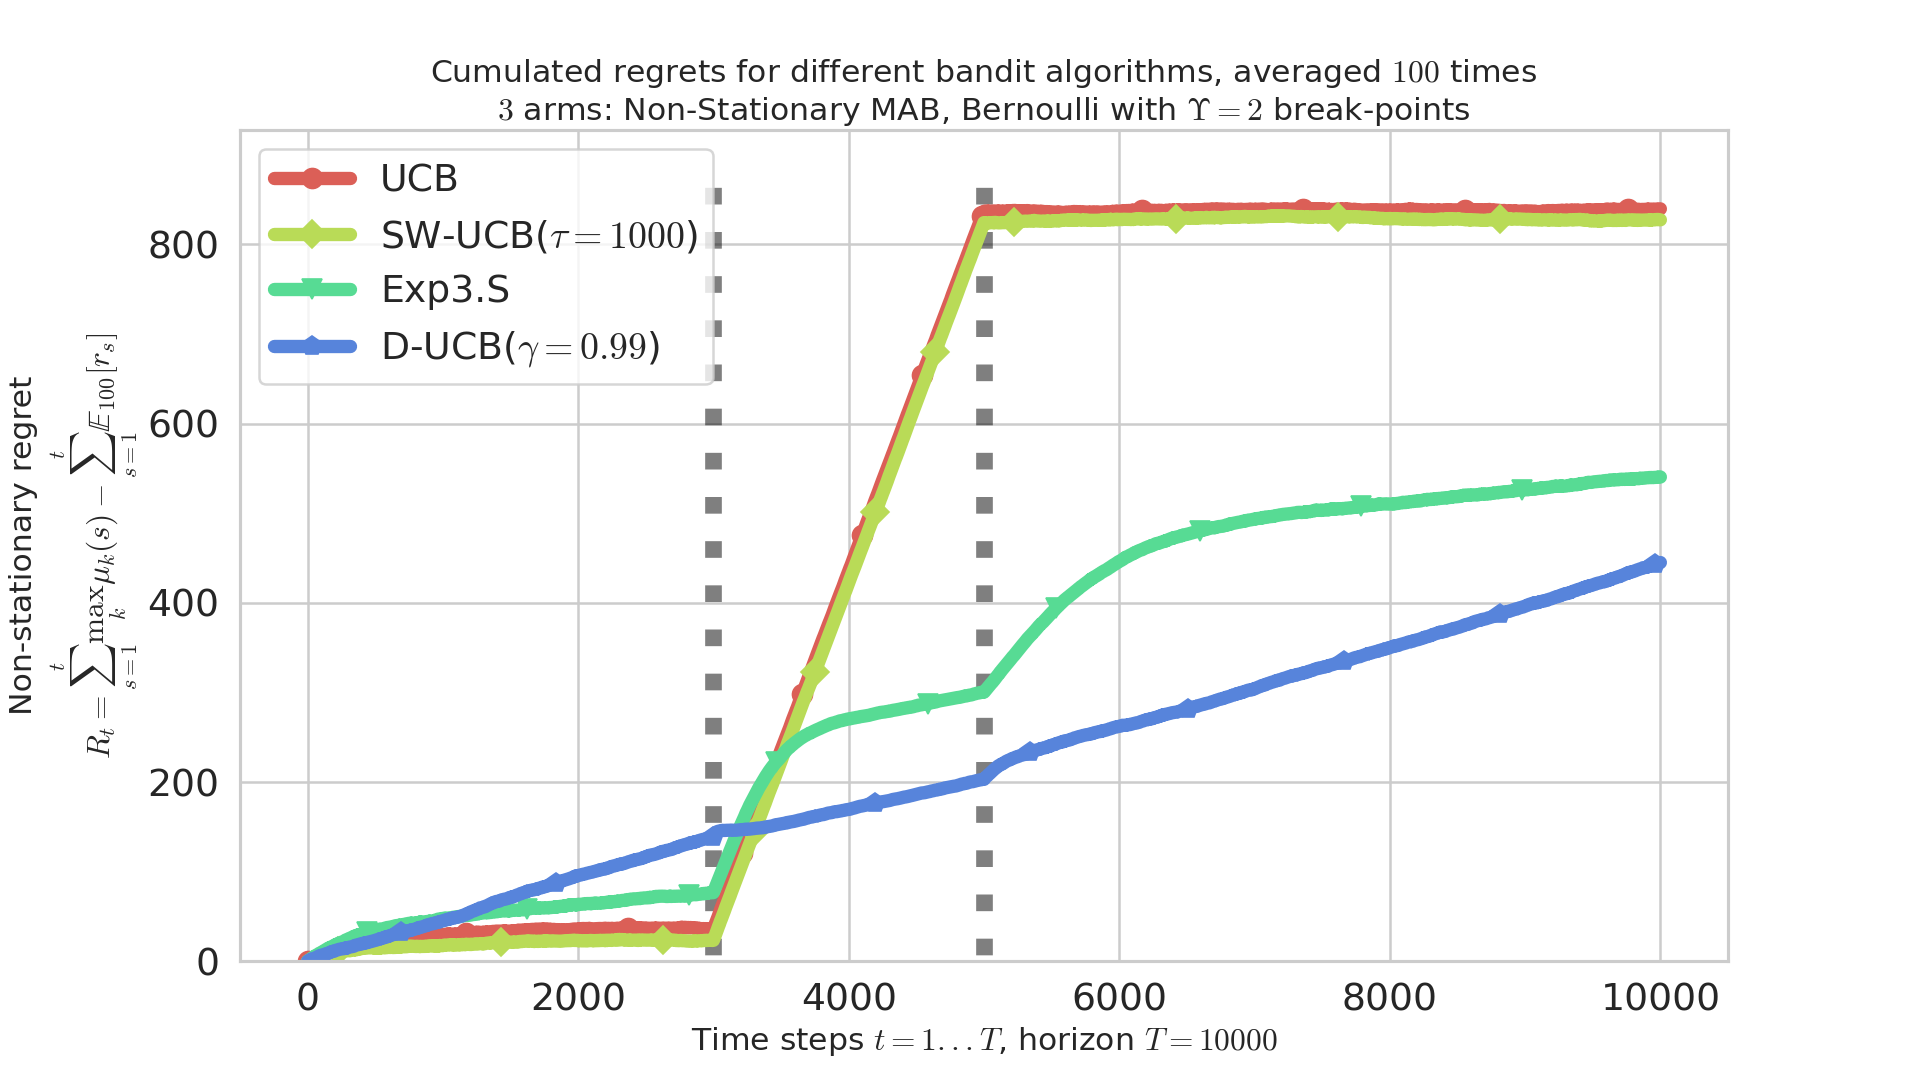 Cumulated regrets for different bandit algorithms, averaged 100 times
3 arms: Non-Stationary MAB, Bernoulli with ϒ = 2 break-points
UCB
SW-UCB(τ = 1000)
Exp3.S
D-UCB(γ = 0.99)
Non-stationary regret
R_t = ∑_{s=1}^{t} max_k μ_k(s) − ∑_{s=1}^{t} 𝔼_{100}[r_s]
800
600
400
200
0
0 2000 4000 6000 8000 10000
Time steps t = 1...T, horizon T = 10000